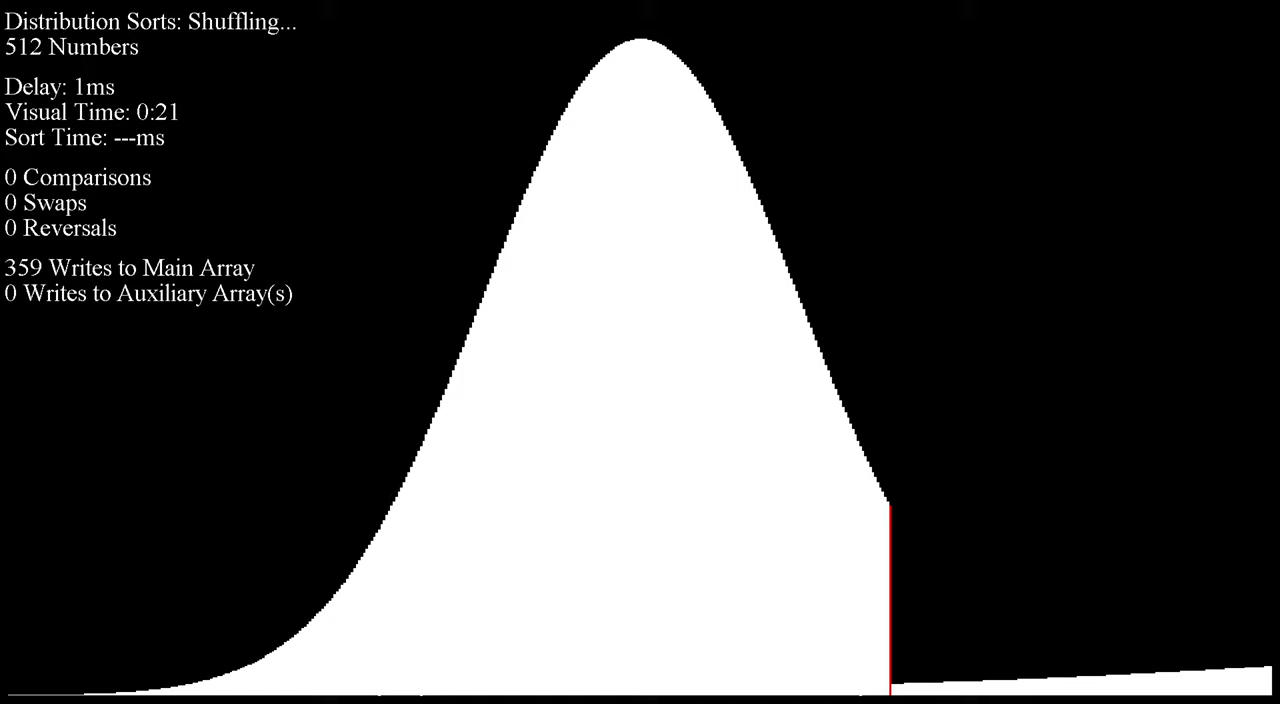 Distribution Sorts: Shuffling...
512 Numbers
Delay: 1ms
Visual Time: 0:21
Sort Time: ---ms
0 Comparisons
0 Swaps
0 Reversals
359 Writes to Main Array
0 Writes to Auxiliary Array(s)